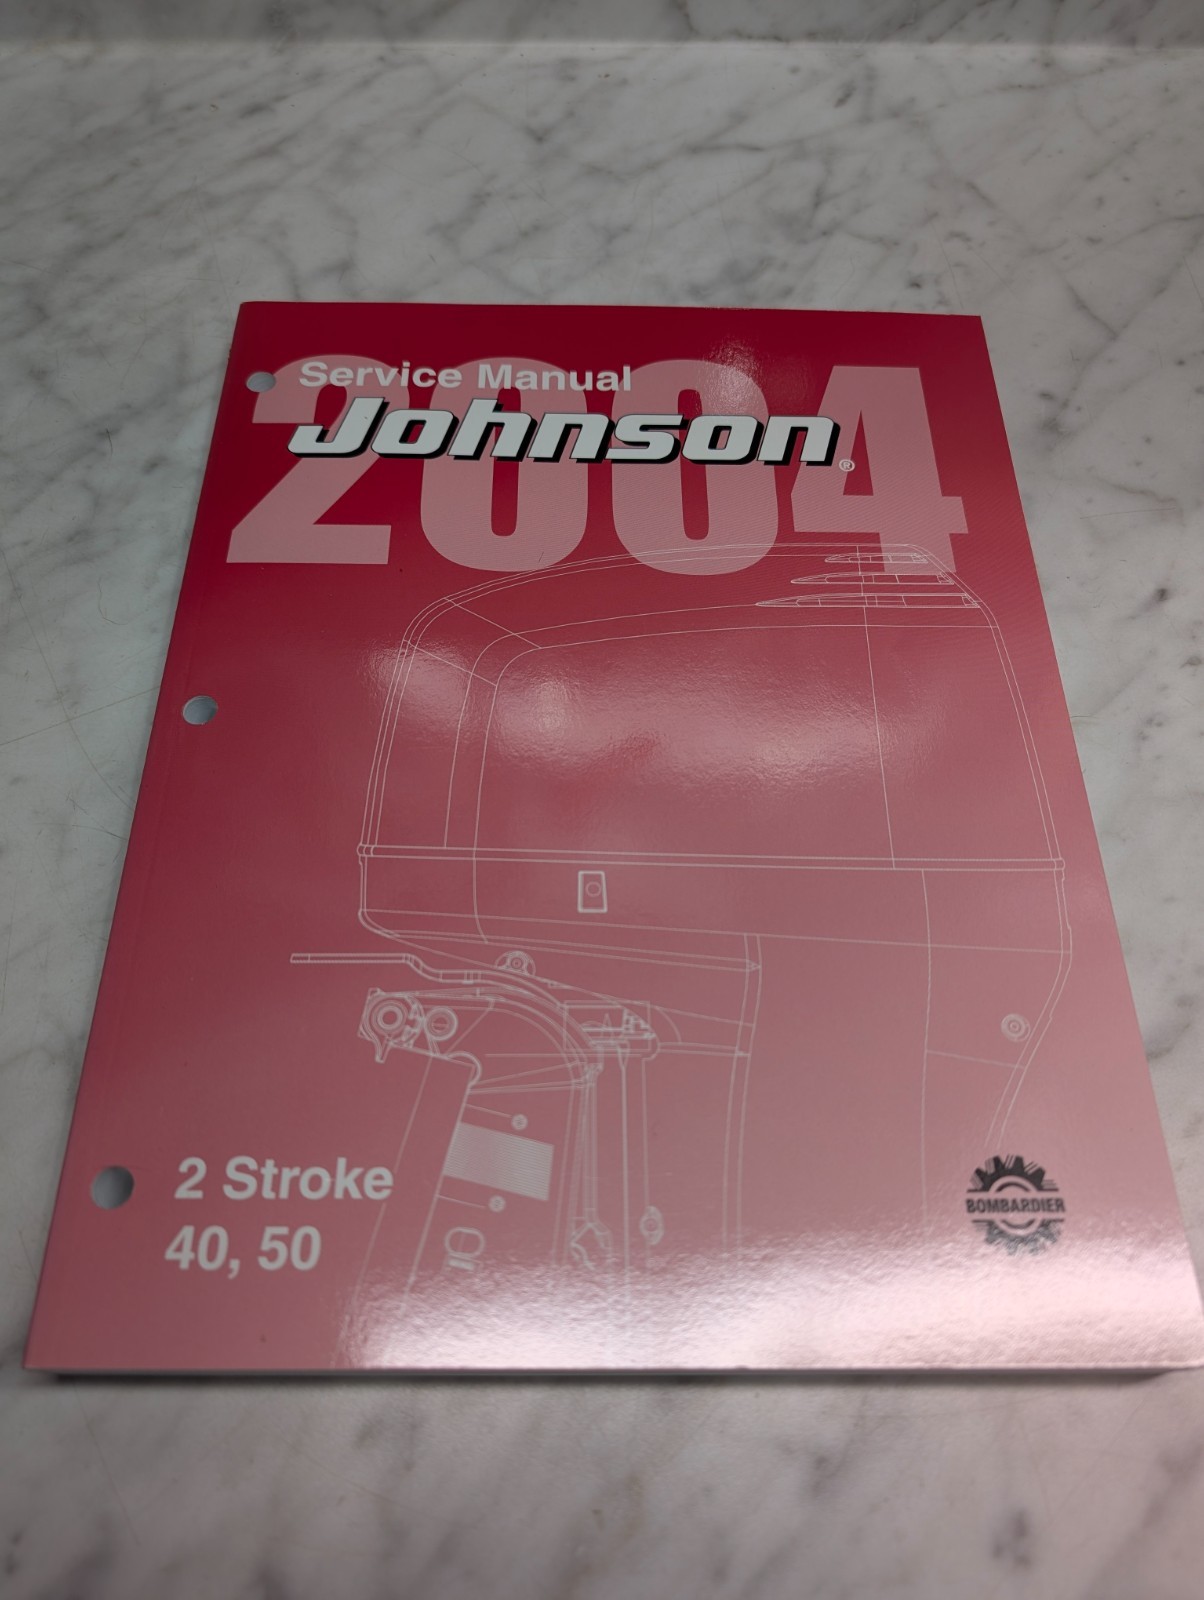 2004
Service Manual
Johnson®
2 Stroke
40, 50
BOMBARDIER